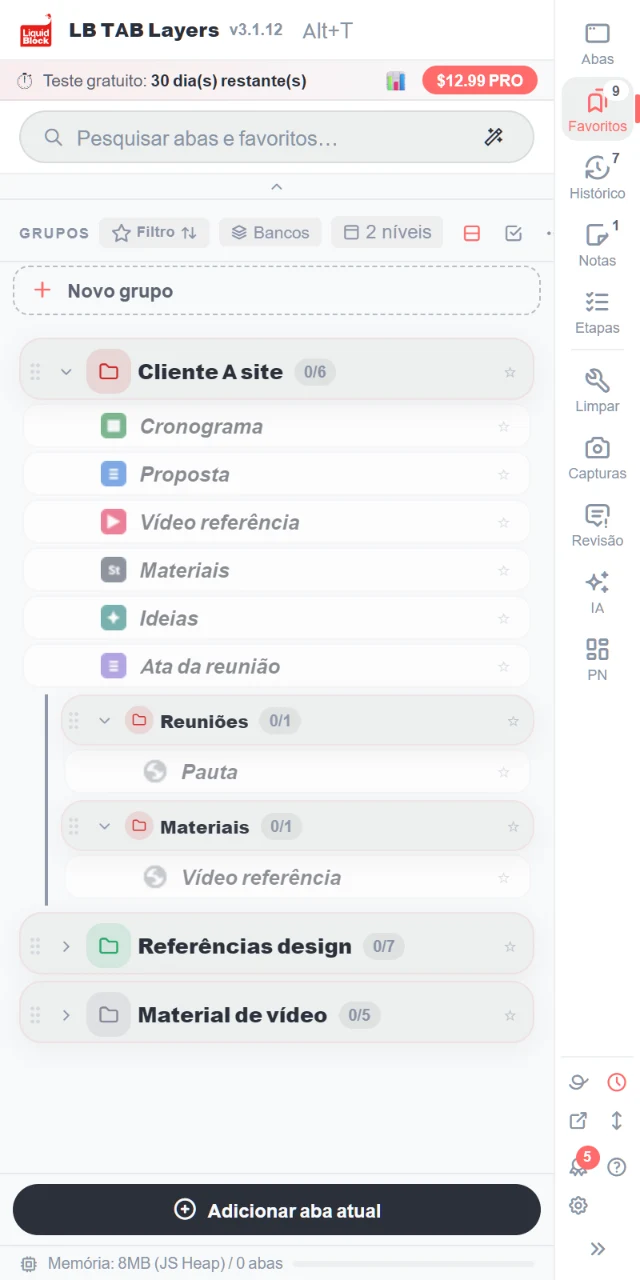 Liquid Block
LB TAB Layers v3.1.12 Alt+T
Teste gratuito: 30 dia(s) restante(s)
$12.99 PRO
Pesquisar abas e favoritos…
GRUPOS Filtro Bancos 2 níveis
Novo grupo
Cliente A site 0/6
Cronograma
Proposta
Vídeo referência
St Materiais
Ideias
Ata da reunião
Reuniões 0/1
Pauta
Materiais 0/1
Vídeo referência
Referências design 0/7
Material de vídeo 0/5
Adicionar aba atual
Memória: 8MB (JS Heap) / 0 abas
Abas
9
Favoritos
7
Histórico
1
Notas
Etapas
Limpar
Capturas
Revisão
IA
PN
5